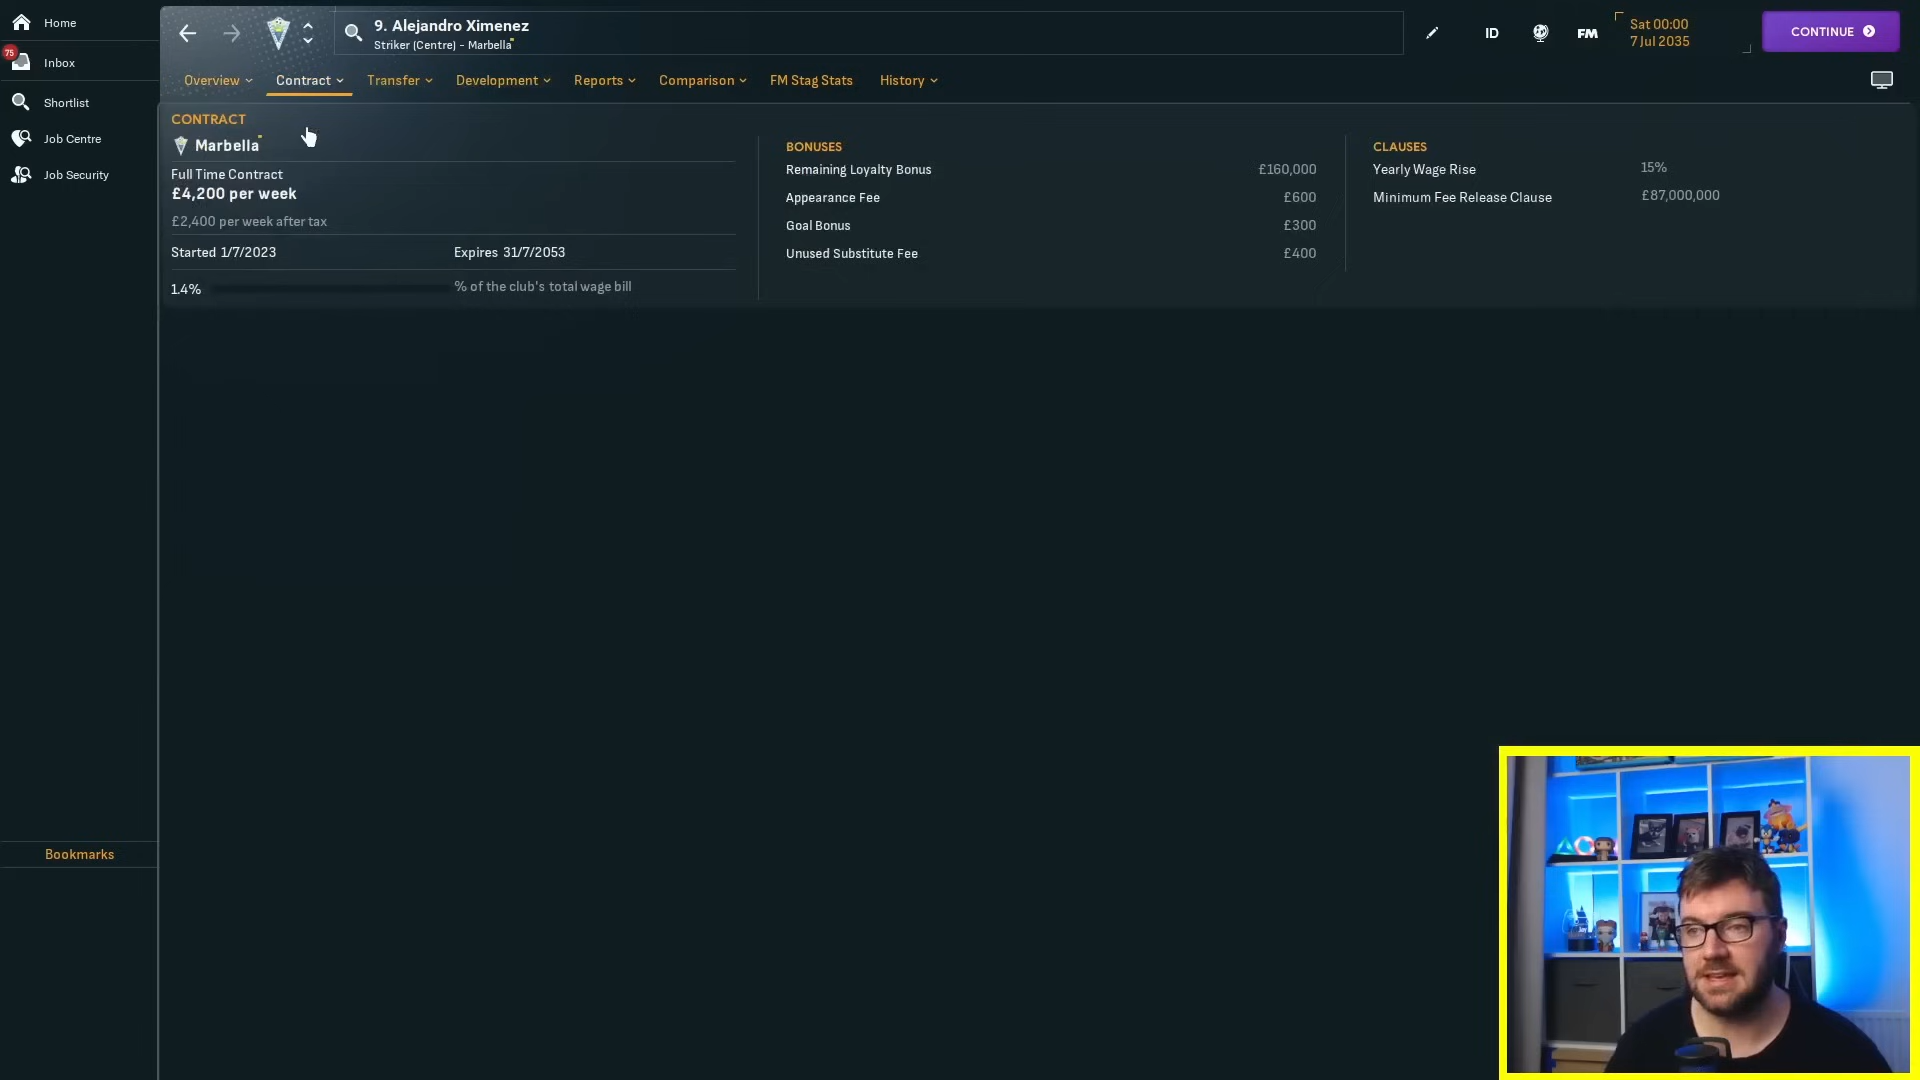 Home
75
Inbox
Shortlist
Job Centre
Job Security
Bookmarks
9. Alejandro Ximenez
Striker (Centre) - Marbella
ID
FM
Sat 00:00
7 Jul 2035
CONTINUE
Overview
Contract
Transfer
Development
Reports
Comparison
FM Stag Stats
History
CONTRACT
Marbella
Full Time Contract
£4,200 per week
£2,400 per week after tax
Started 1/7/2023
Expires 31/7/2053
1.4%
% of the club's total wage bill
BONUSES
Remaining Loyalty Bonus £160,000
Appearance Fee £600
Goal Bonus £300
Unused Substitute Fee £400
CLAUSES
Yearly Wage Rise 15%
Minimum Fee Release Clause £87,000,000